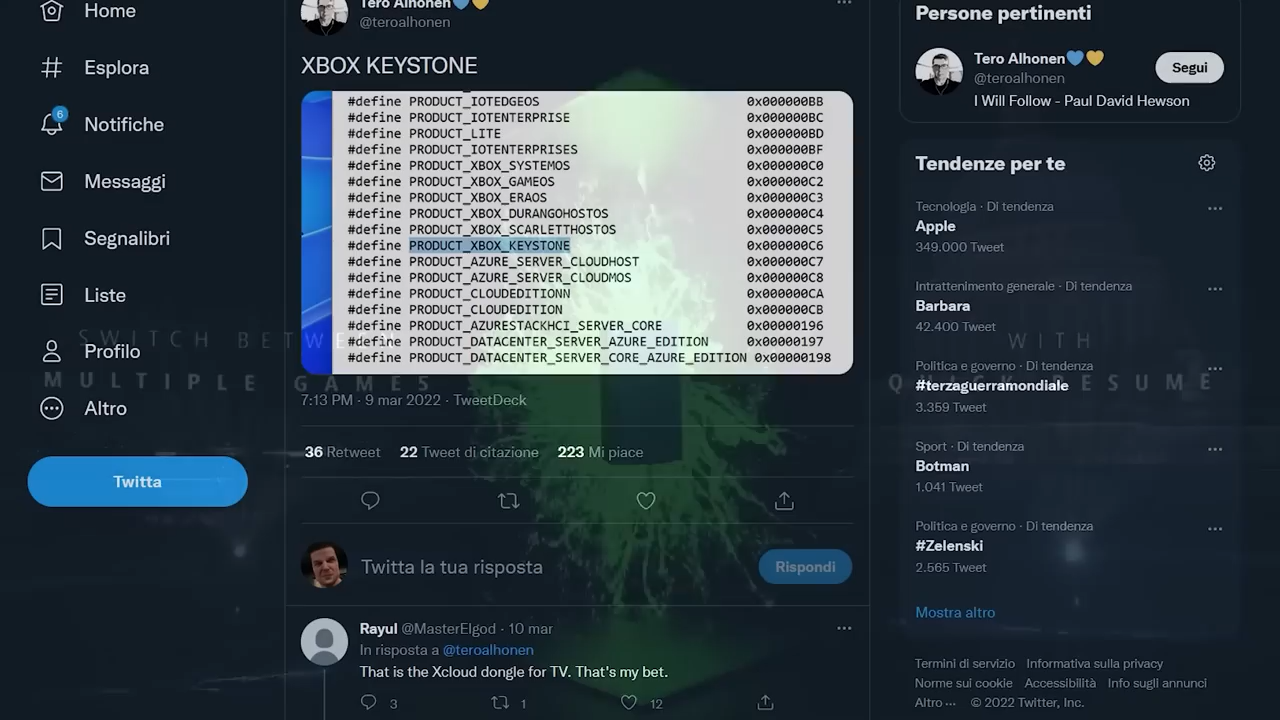 Home
Esplora
6
Notifiche
Messaggi
Segnalibri
Liste
Profilo
Altro
Twitta
Tero Alhonen
@teroalhonen
XBOX KEYSTONE
#define PRODUCT_IOTEDGEOS 0x000000BB
#define PRODUCT_IOTENTERPRISE 0x000000BC
#define PRODUCT_LITE 0x000000BD
#define PRODUCT_IOTENTERPRISES 0x000000BF
#define PRODUCT_XBOX_SYSTEMOS 0x000000C0
#define PRODUCT_XBOX_GAMEOS 0x000000C2
#define PRODUCT_XBOX_ERAOS 0x000000C3
#define PRODUCT_XBOX_DURANGOHOSTOS 0x000000C4
#define PRODUCT_XBOX_SCARLETTHOSTOS 0x000000C5
#define PRODUCT_XBOX_KEYSTONE 0x000000C6
#define PRODUCT_AZURE_SERVER_CLOUDHOST 0x000000C7
#define PRODUCT_AZURE_SERVER_CLOUDMOS 0x000000C8
#define PRODUCT_CLOUDEDITIONN 0x000000CA
#define PRODUCT_CLOUDEDITION 0x000000CB
#define PRODUCT_AZURESTACKHCI_SERVER_CORE 0x00000196
#define PRODUCT_DATACENTER_SERVER_AZURE_EDITION 0x00000197
#define PRODUCT_DATACENTER_SERVER_CORE_AZURE_EDITION 0x00000198
7:13 PM · 9 mar 2022 · TweetDeck
36 Retweet 22 Tweet di citazione 223 Mi piace
Twitta la tua risposta
Rispondi
Rayul @MasterElgod · 10 mar
In risposta a @teroalhonen
That is the Xcloud dongle for TV. That's my bet.
3 1 12
SWITCH BETWEEN
MULTIPLE GAMES
WITH
QUICK RESUME
Persone pertinenti
Tero Alhonen
@teroalhonen
Segui
I Will Follow - Paul David Hewson
Tendenze per te
Tecnologia · Di tendenza
Apple
349.000 Tweet
Intrattenimento generale · Di tendenza
Barbara
42.400 Tweet
Politica e governo · Di tendenza
#terzaguerramondiale
3.359 Tweet
Sport · Di tendenza
Botman
1.041 Tweet
Politica e governo · Di tendenza
#Zelenski
2.565 Tweet
Mostra altro
Termini di servizio Informativa sulla privacy
Norme sui cookie Accessibilità Info sugli annunci
Altro ··· © 2022 Twitter, Inc.